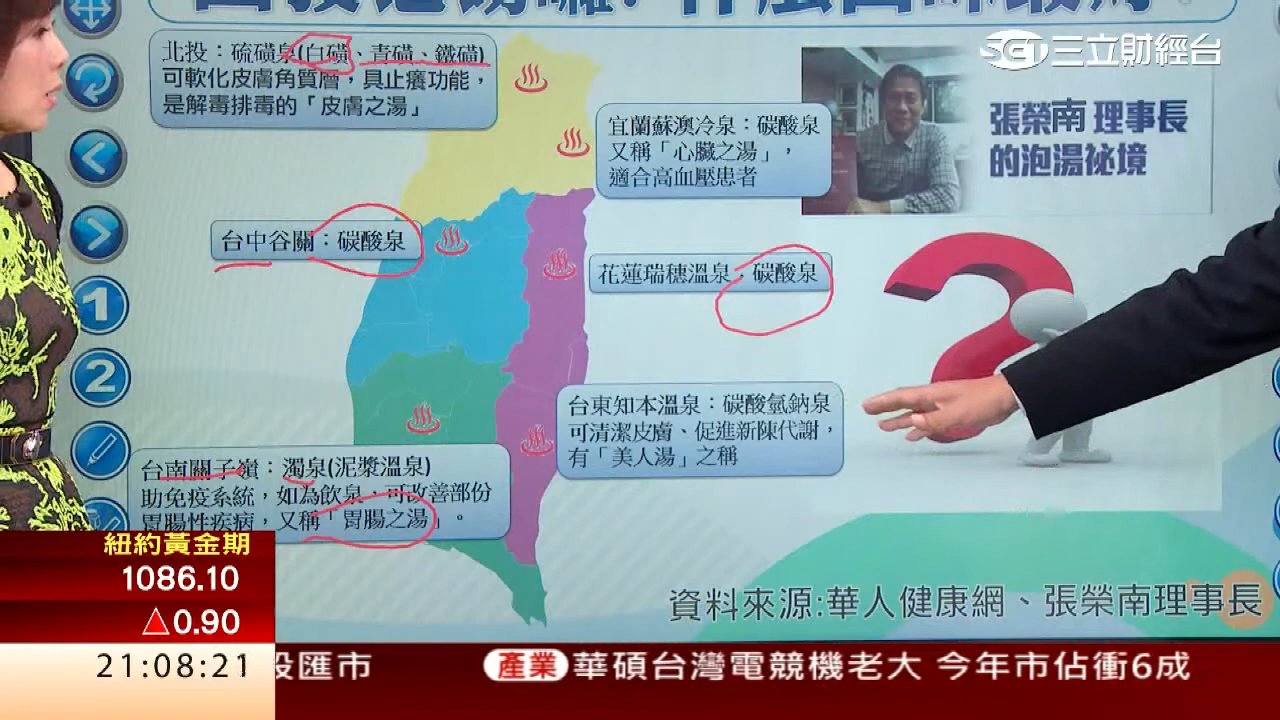 北投：硫磺泉(白磺、青磺、鐵磺)
可軟化皮膚角質層，具止癢功能，
是解毒排毒的「皮膚之湯」
SET 三立財經台
宜蘭蘇澳冷泉：碳酸泉
又稱「心臟之湯」，
適合高血壓患者
張榮南 理事長
的泡湯祕境
台中谷關：碳酸泉
花蓮瑞穗溫泉：碳酸泉
1
2
台東知本溫泉：碳酸氫鈉泉
可清潔皮膚、促進新陳代謝，
有「美人湯」之稱
台南關子嶺：濁泉(泥漿溫泉)
助免疫系統，如為飲泉，可改善部份
胃腸性疾病，又稱「胃腸之湯」。
紐約黃金期
1086.10
△0.90
資料來源:華人健康網、張榮南理事長
21:08:21
匯市
產業 華碩台灣電競機老大 今年市佔衝6成